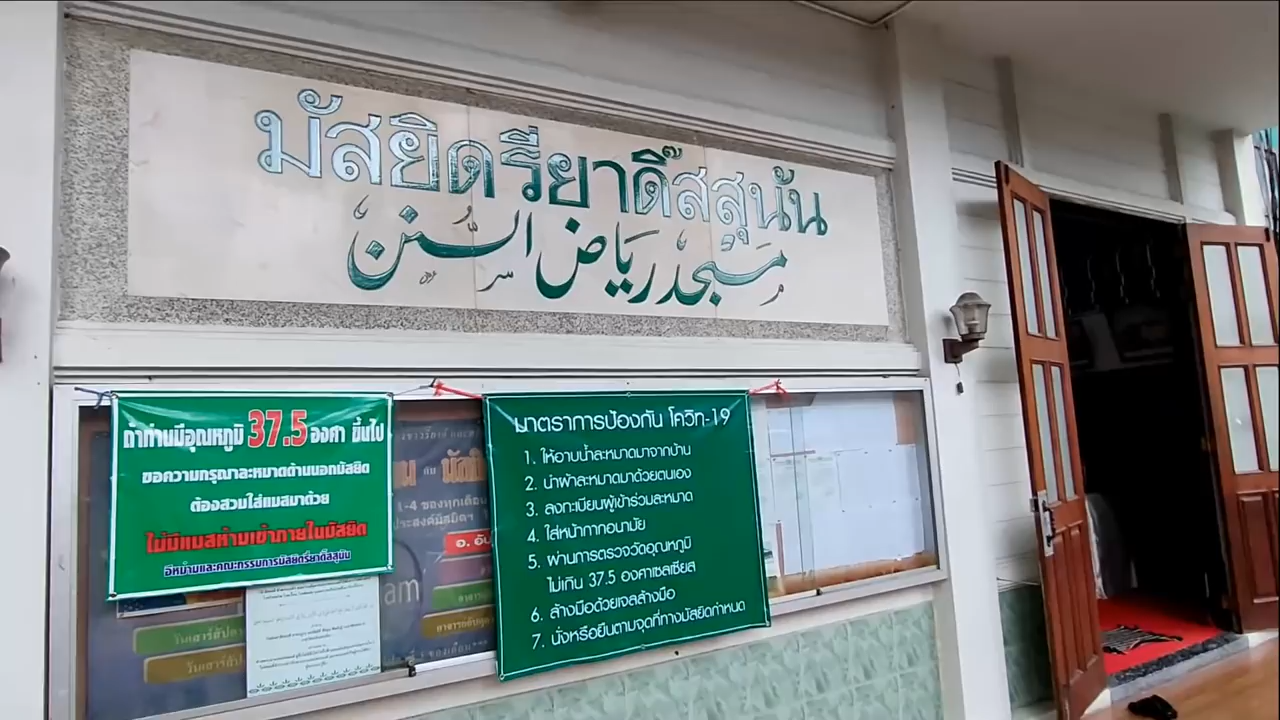 มัสยิดรียาดิ๊สสุนัน
مسجد رياض السنن
ถ้าท่านมีอุณหภูมิ 37.5 องศา ขึ้นไป
ขอความกรุณาละหมาดด้านนอกมัสยิด
ต้องสวมใส่แมสมาด้วย
ไม่มีแมสห้ามเข้าภายในมัสยิด
อีหม่ามและคณะกรรมการมัสยิดรียาดิ๊สสุนัน
มาตราการป้องกัน โควิท-19
1. ให้อาบน้ำละหมาดมาจากบ้าน
2. นำผ้าละหมาดมาด้วยตนเอง
3. ลงทะเบียนผู้เข้าร่วมละหมาด
4. ใส่หน้ากากอนามัย
5. ผ่านการตรวจวัดอุณหภูมิ
ไม่เกิน 37.5 องศาเซลเซียส
6. ล้างมือด้วยเจลล้างมือ
7. นั่งหรือยืนตามจุดที่ทางมัสยิดกำหนด
1-4 ของทุกเดือน
am